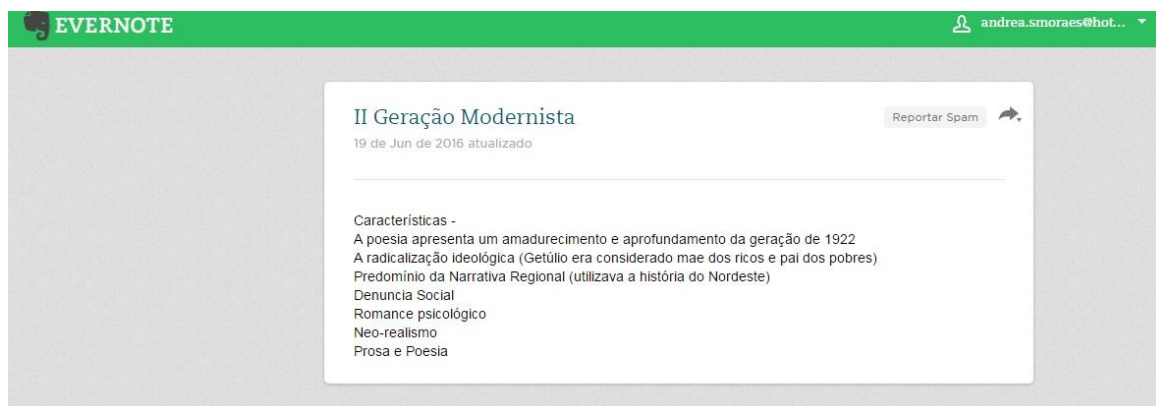 EVERNOTE
andrea.smoraes@hot...
II Geração Modernista
Reportar Spam
19 de Jun de 2016 atualizado
Características -
A poesia apresenta um amadurecimento e aprofundamento da geração de 1922
A radicalização ideológica (Getúlio era considerado mae dos ricos e pai dos pobres)
Predomínio da Narrativa Regional (utilizava a história do Nordeste)
Denuncia Social
Romance psicológico
Neo-realismo
Prosa e Poesia